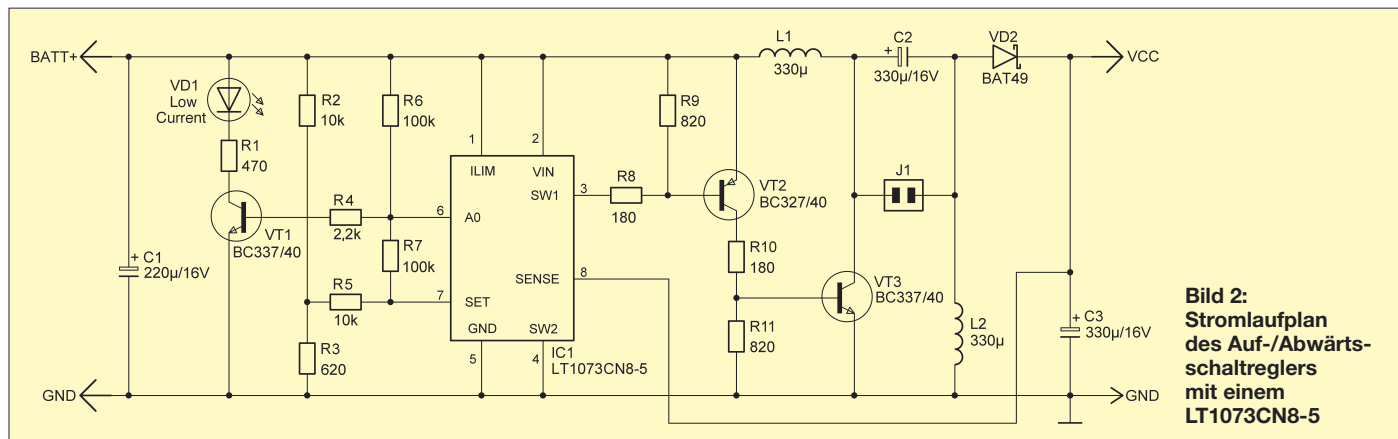 BATT+
VD1
Low
Current
R1
470
VT1
BC337/40
C1
+
220µ/16V
R2
10k
R3
620
R4
2,2k
R5
10k
R6
100k
R7
100k
1
2
ILIM
VIN
SW1
3
6
A0
SENSE
8
7
SET
GND
SW2
5
4
IC1
LT1073CN8-5
R8
180
R9
820
VT2
BC327/40
R10
180
R11
820
VT3
BC337/40
L1
330µ
C2
+
330µ/16V
J1
L2
330µ
VD2
BAT49
VCC
+
C3
330µ/16V
GND
GND
Bild 2:
Stromlaufplan
des Auf-/Abwärts-
schaltreglers
mit einem
LT1073CN8-5